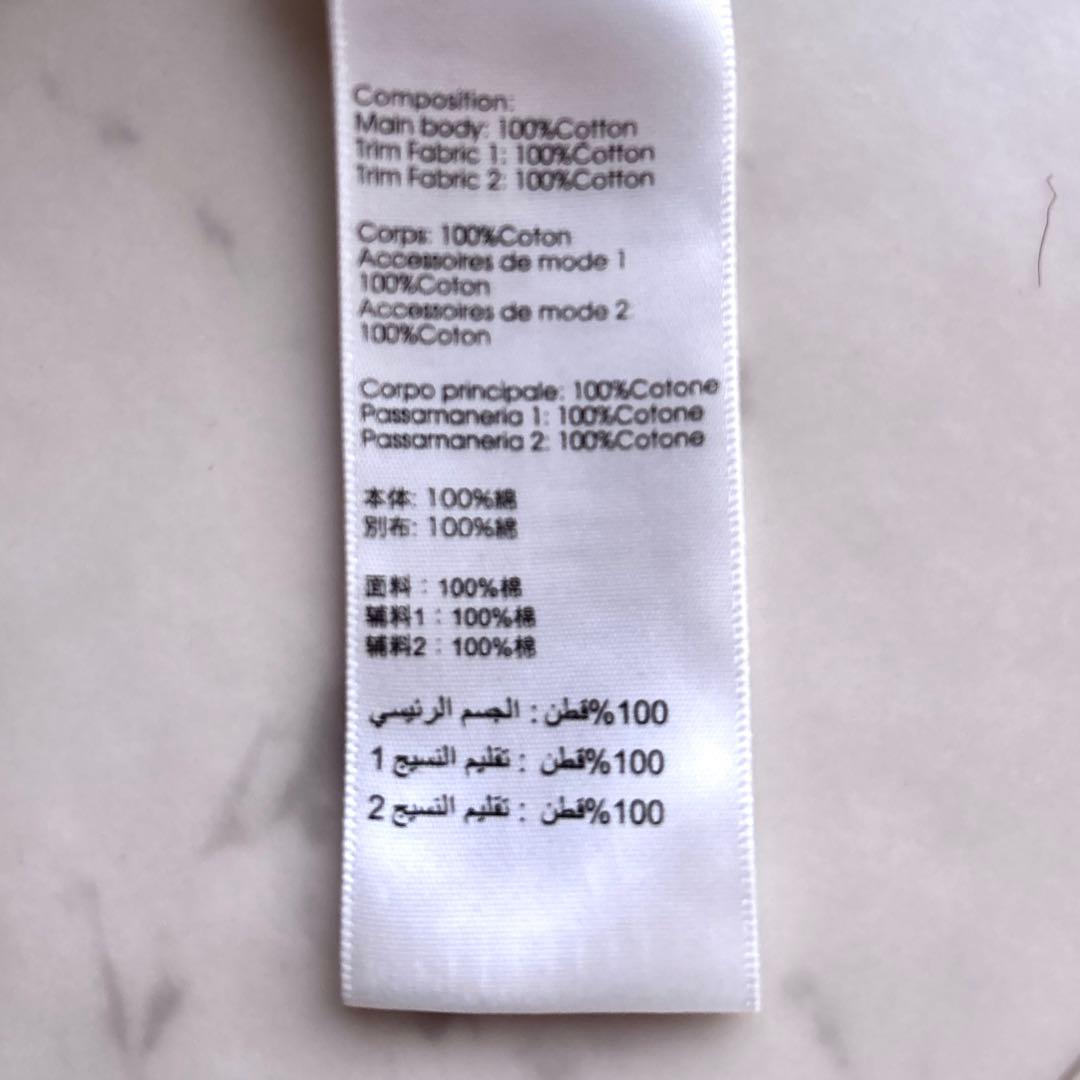 Composition:
Main body: 100%Cotton
Trim Fabric 1: 100%Cotton
Trim Fabric 2: 100%Cotton
Corps: 100%Coton
Accessoires de mode 1
100%Coton
Accessoires de mode 2:
100%Coton
Corpo principale: 100%Cotone
Passamaneria 1: 100%Cotone
Passamaneria 2: 100%Cotone
本体: 100%綿
別布: 100%綿
面料：100%棉
辅料1：100%棉
辅料2：100%棉
100%قطن : الجسم الرئيسي
100%قطن : تقليم النسيج 1
100%قطن : تقليم النسيج 2